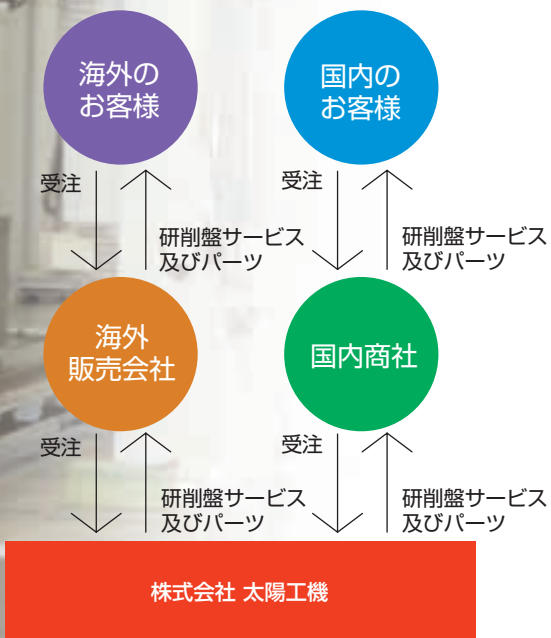 海外の
お客様
国内の
お客様
受注
研削盤サービス
及びパーツ
受注
研削盤サービス
及びパーツ
海外
販売会社
国内商社
受注
研削盤サービス
及びパーツ
受注
研削盤サービス
及びパーツ
株式会社 太陽工機